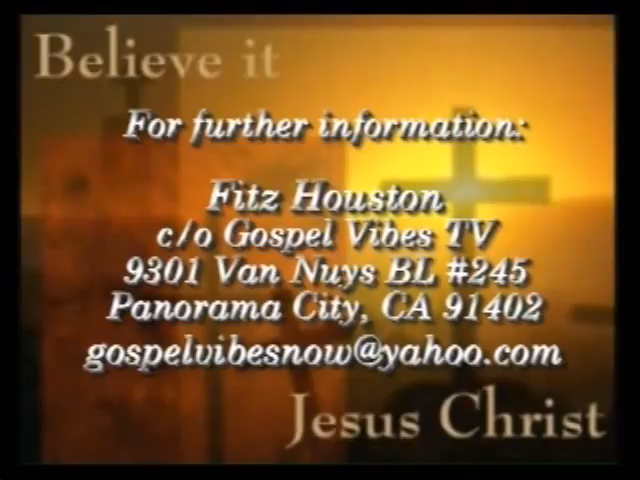 Believe it
For further information:
Fitz Houston
c/o Gospel Vibes TV
9301 Van Nuys BL #245
Panorama City, CA 91402
gospelvibesnow@yahoo.com
Jesus Christ